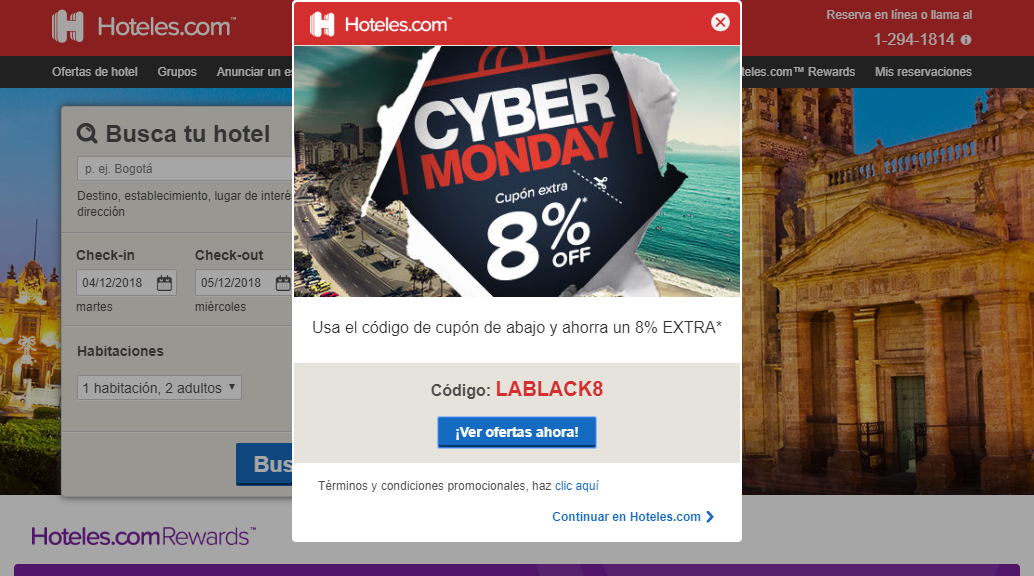 Hoteles.com™
Reserva en línea o llama al
1-294-1814
Ofertas de hotel Grupos Anunciar un es
teles.com™ Rewards Mis reservaciones
Busca tu hotel
p. ej. Bogotá
Destino, establecimiento, lugar de interé
dirección
Check-in Check-out
04/12/2018 05/12/2018
martes miércoles
Habitaciones
1 habitación, 2 adultos
Bus
Hoteles.comRewards™
Hoteles.com™
CYBER
MONDAY
Cupón extra
8%*
OFF
Usa el código de cupón de abajo y ahorra un 8% EXTRA*
Código: LABLACK8
¡Ver ofertas ahora!
Términos y condiciones promocionales, haz clic aquí
Continuar en Hoteles.com